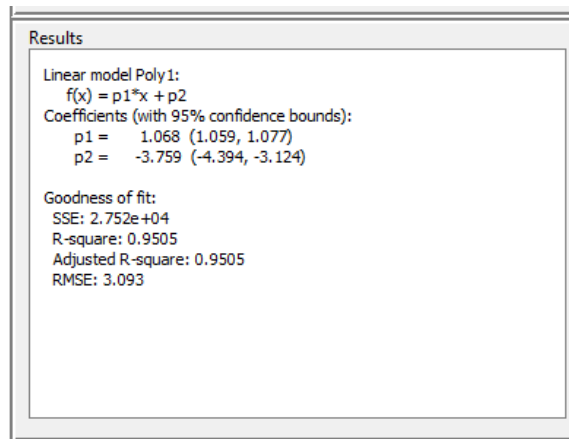 Results
Linear model Poly1:
f(x) = p1*x + p2
Coefficients (with 95% confidence bounds):
p1 = 1.068 (1.059, 1.077)
p2 = -3.759 (-4.394, -3.124)
Goodness of fit:
SSE: 2.752e+04
R-square: 0.9505
Adjusted R-square: 0.9505
RMSE: 3.093